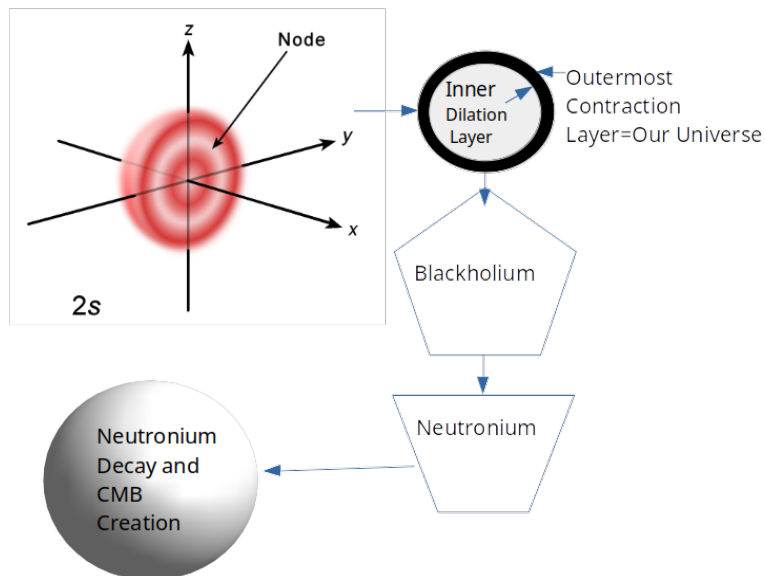 z
Node
y
x
2s
Inner
Dilation
Layer
Outermost
Contraction
Layer=Our Universe
Blackholium
Neutronium
Neutronium
Decay and
CMB
Creation